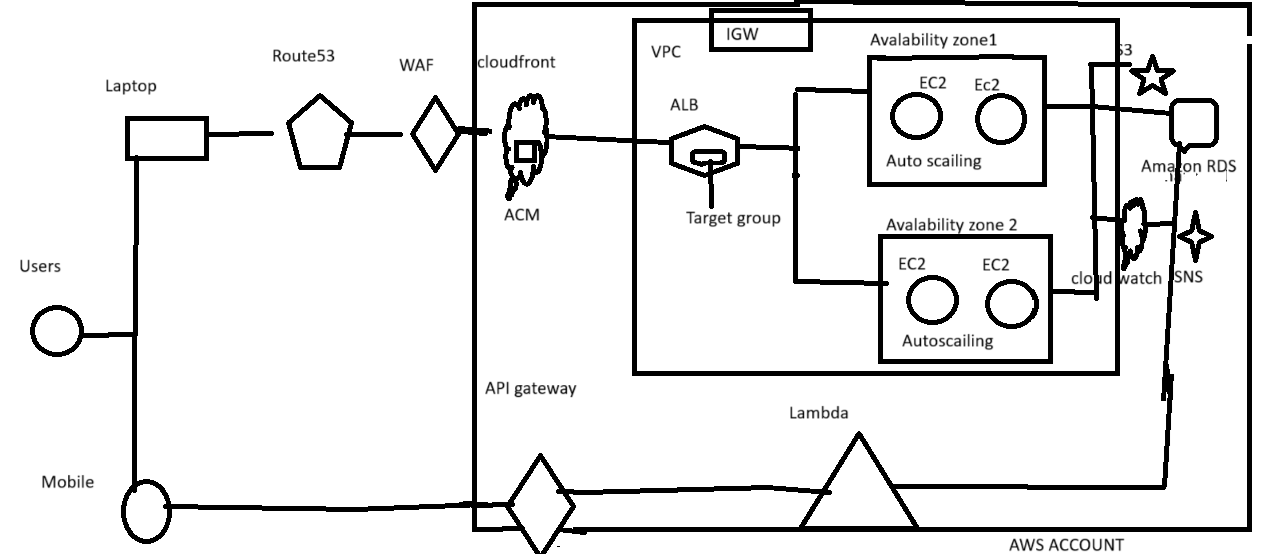 IGW
Avalability zone1
VPC
S3
Route53
cloudfront
WAF
Laptop
EC2
Ec2
ALB
Auto scailing
Amazon RDS
ACM
Target group
Avalability zone 2
Users
EC2
EC2
cloud watch
SNS
Autoscailing
API gateway
Lambda
Mobile
AWS ACCOUNT